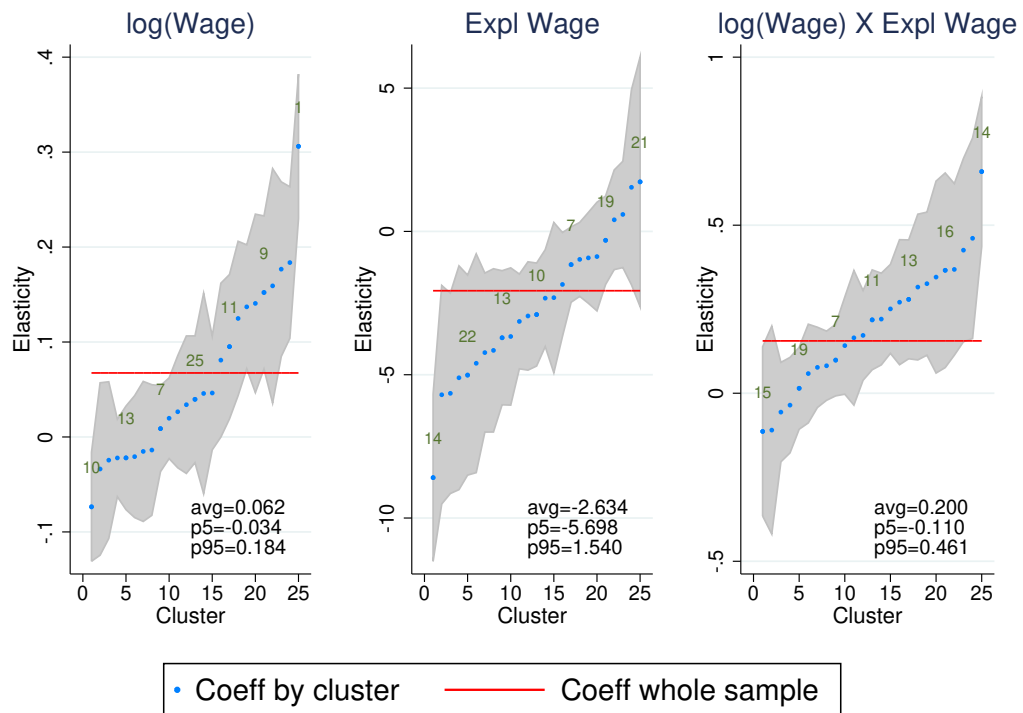 log(Wage)
Expl Wage
log(Wage) X Expl Wage
Elasticity
.4
.3
.2
.1
0
-.1
10
13
7
25
11
9
1
avg=0.062
p5=-0.034
p95=0.184
0 5 10 15 20 25
Cluster
Elasticity
5
0
-5
-10
14
22
13
10
7
19
21
avg=-2.634
p5=-5.698
p95=1.540
0 5 10 15 20 25
Cluster
Elasticity
1
.5
0
-.5
15
19
7
11
13
16
14
avg=0.200
p5=-0.110
p95=0.461
0 5 10 15 20 25
Cluster
Coeff by cluster
Coeff whole sample